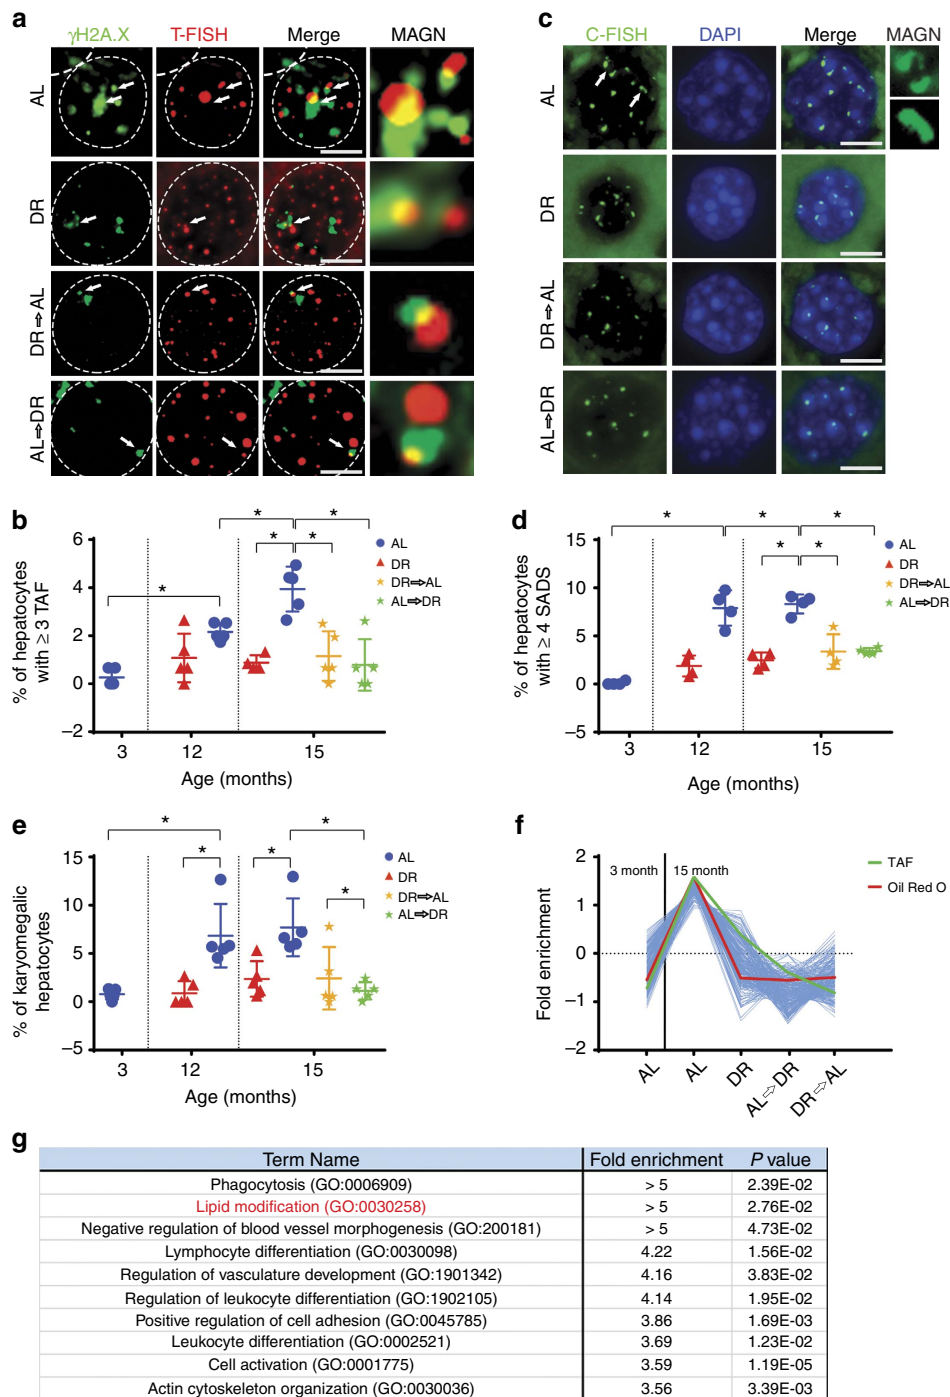 a
γH2A.X T-FISH Merge MAGN
AL
DR
DR⇒AL
AL⇒DR
c
C-FISH DAPI Merge MAGN
AL
DR
DR⇒AL
AL⇒DR
b
% of hepatocytes
with ≥ 3 TAF
6
4
2
0
−2
* * * * *
AL
DR
DR⇒AL
AL⇒DR
3 12 15
Age (months)
d
% of hepatocytes
with ≥ 4 SADS
15
10
5
0
−5
* * * * *
AL
DR
DR⇒AL
AL⇒DR
3 12 15
Age (months)
e
% of karyomegalic
hepatocytes
15
10
5
0
−5
* * * * *
AL
DR
DR⇒AL
AL⇒DR
3 12 15
Age (months)
f
Fold enrichment
2
1
0
−1
−2
3 month 15 month
TAF
Oil Red O
AL AL DR AL⇒DR DR⇒AL
g
Term Name Fold enrichment P value
Phagocytosis (GO:0006909) > 5 2.39E-02
Lipid modification (GO:0030258) > 5 2.76E-02
Negative regulation of blood vessel morphogenesis (GO:200181) > 5 4.73E-02
Lymphocyte differentiation (GO:0030098) 4.22 1.56E-02
Regulation of vasculature development (GO:1901342) 4.16 3.83E-02
Regulation of leukocyte differentiation (GO:1902105) 4.14 1.95E-02
Positive regulation of cell adhesion (GO:0045785) 3.86 1.69E-03
Leukocyte differentiation (GO:0002521) 3.69 1.23E-02
Cell activation (GO:0001775) 3.59 1.19E-05
Actin cytoskeleton organization (GO:0030036) 3.56 3.39E-03